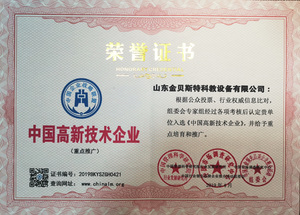 荣誉证书
山东金贝斯特科教设备有限公司：
根据公众投票、行业权威信息比对，
组委会专家组经过各项考核后认定贵单
位入选《中国高新技术企业》，并给予重
点培育和推广。
中国高新技术企业
（重点推广）
证书编号：
查询网站：www.chinalm.org